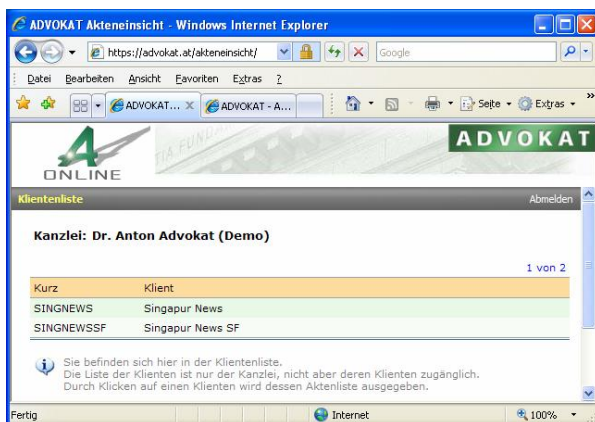 ADVOKAT Akteneinsicht - Windows Internet Explorer
https://advokat.at/akteneinsicht/
Google
Datei Bearbeiten Ansicht Favoriten Extras ?
ADVOKAT... X ADVOKAT - A...
Seite Extras »
TIA.FUNDA
ONLINE
ADVOKAT
Klientenliste Abmelden
Kanzlei: Dr. Anton Advokat (Demo)
1 von 2
Kurz Klient
SINGNEWS Singapur News
SINGNEWSSF Singapur News SF
Sie befinden sich hier in der Klientenliste.
Die Liste der Klienten ist nur der Kanzlei, nicht aber deren Klienten zugänglich.
Durch Klicken auf einen Klienten wird dessen Aktenliste ausgegeben.
Fertig Internet 100%